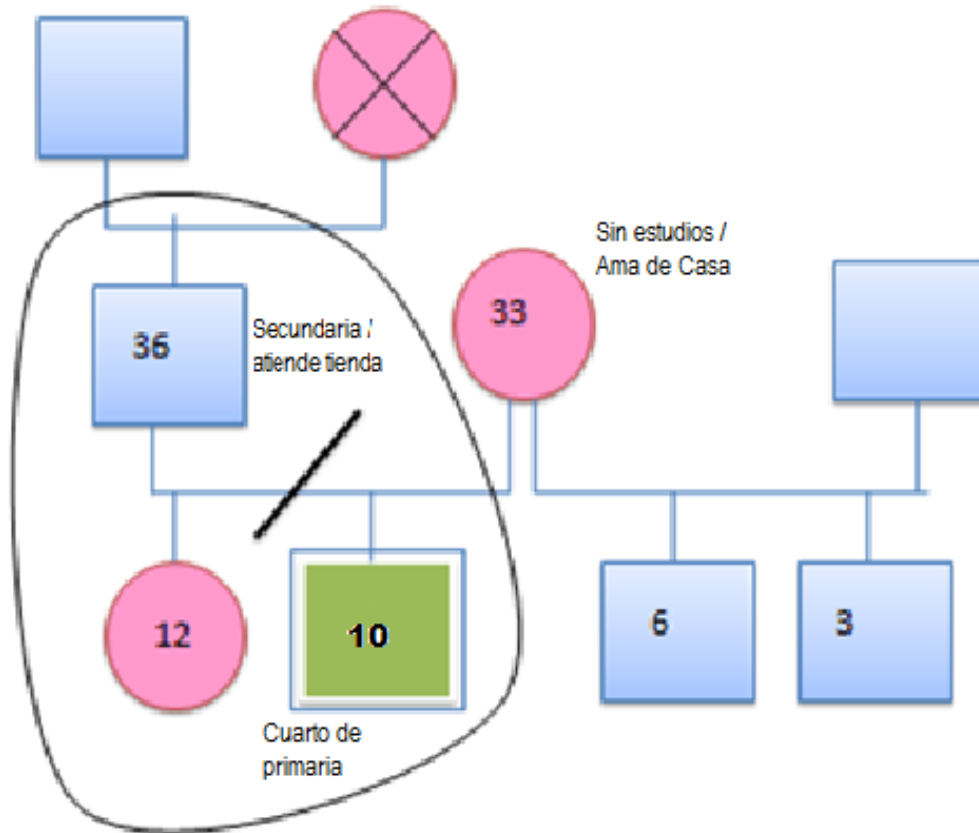 Sin estudios /
Ama de Casa
33
36
Secundaria /
atiende tienda
12
10
6
3
Cuarto de
primaria